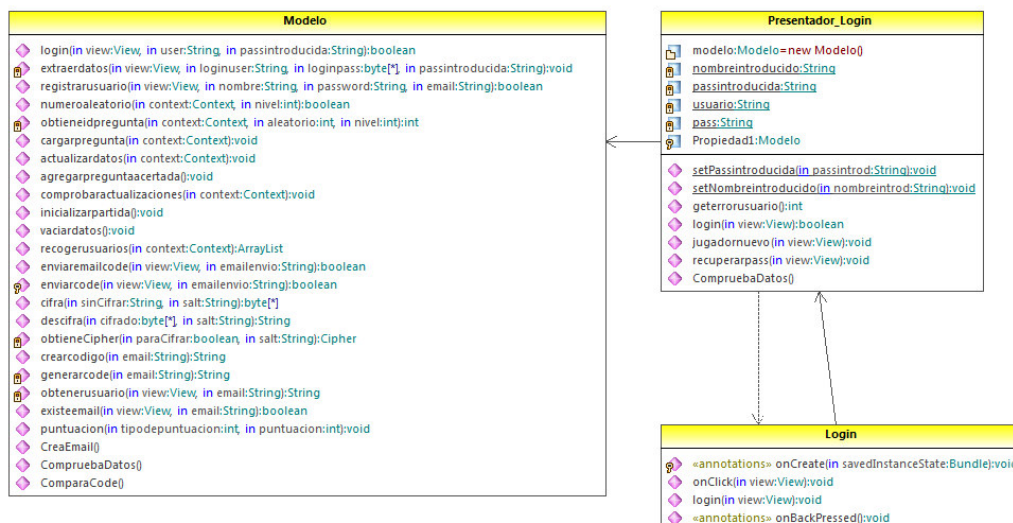 Modelo
login(in view:View, in user:String, in passintroducida:String):boolean
extraerdatos(in view:View, in loginuser:String, in loginpass:byte[*], in passintroducida:String):void
registrarusuario(in view:View, in nombre:String, in password:String, in email:String):boolean
numeroaleatorio(in context:Context, in nivel:int):boolean
obtieneidpregunta(in context:Context, in aleatorio:int, in nivel:int):int
cargarpregunta(in context:Context):void
actualizardatos(in context:Context):void
agregarpreguntaacertada():void
comprobaractualizaciones(in context:Context):void
inicializarpartida():void
vaciardatos():void
recogerusuarios(in context:Context):ArrayList
enviaremailcode(in view:View, in emailenvio:String):boolean
enviarcode(in view:View, in emailenvio:String):boolean
cifra(in sinCifrar:String, in salt:String):byte[*]
descifra(in cifrado:byte[*], in salt:String):String
obtieneCipher(in paraCifrar:boolean, in salt:String):Cipher
crearcodigo(in email:String):String
generarcode(in email:String):String
obtenerusuario(in view:View, in email:String):String
existeemail(in view:View, in email:String):boolean
puntuacion(in tipodepuntuacion:int, in puntuacion:int):void
CreaEmail()
CompruebaDatos()
ComparaCode()
Presentador_Login
modelo:Modelo=new Modelo()
nombreintroducido:String
passintroducida:String
usuario:String
pass:String
Propiedad1:Modelo
setPassintroducida(in passintrod:String):void
setNombreintroducido(in nombreintrod:String):void
geterrorusuario():int
login(in view:View):boolean
jugadornuevo(in view:View):void
recuperarpass(in view:View):void
CompruebaDatos()
Login
«annotations» onCreate(in savedInstanceState:Bundle):void
onClick(in view:View):void
login(in view:View):void
«annotations» onBackPressed():void